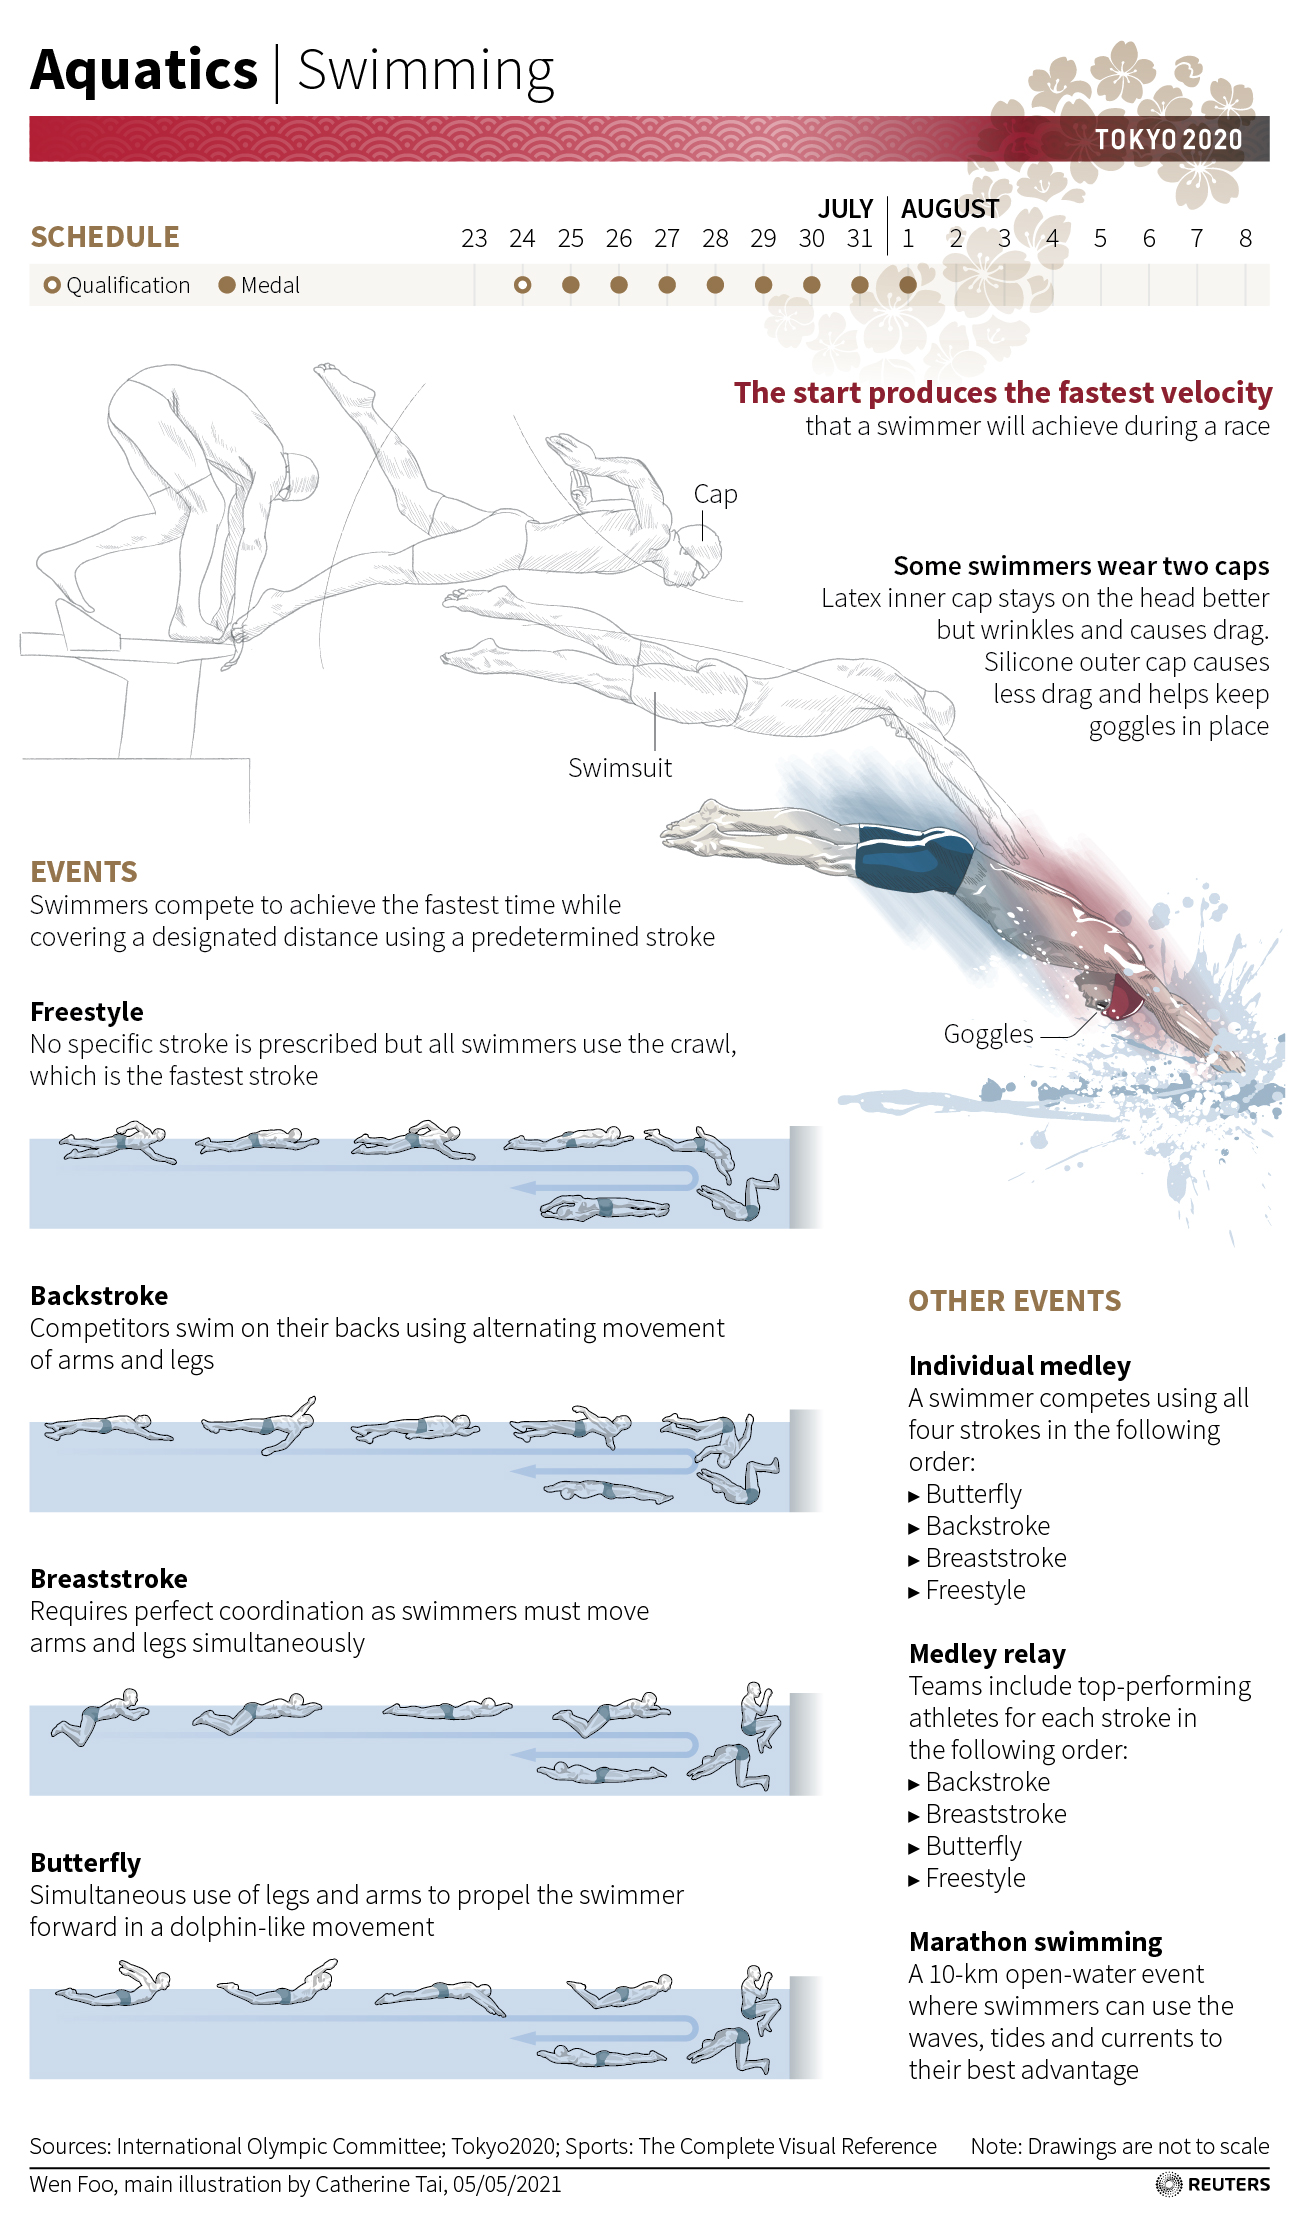 Aquatics | Swimming
TOKYO 2020
JULY | AUGUST
SCHEDULE 23 24 25 26 27 28 29 30 31 1 2 3 4 5 6 7 8
Qualification Medal
The start produces the fastest velocity
that a swimmer will achieve during a race
Cap
Some swimmers wear two caps
Latex inner cap stays on the head better
but wrinkles and causes drag.
Silicone outer cap causes
less drag and helps keep
goggles in place
Swimsuit
EVENTS
Swimmers compete to achieve the fastest time while
covering a designated distance using a predetermined stroke
Goggles
Freestyle
No specific stroke is prescribed but all swimmers use the crawl,
which is the fastest stroke
Backstroke
Competitors swim on their backs using alternating movement
of arms and legs
Breaststroke
Requires perfect coordination as swimmers must move
arms and legs simultaneously
Butterfly
Simultaneous use of legs and arms to propel the swimmer
forward in a dolphin-like movement
OTHER EVENTS
Individual medley
A swimmer competes using all
four strokes in the following
order:
▸ Butterfly
▸ Backstroke
▸ Breaststroke
▸ Freestyle
Medley relay
Teams include top-performing
athletes for each stroke in
the following order:
▸ Backstroke
▸ Breaststroke
▸ Butterfly
▸ Freestyle
Marathon swimming
A 10-km open-water event
where swimmers can use the
waves, tides and currents to
their best advantage
Sources: International Olympic Committee; Tokyo2020; Sports: The Complete Visual Reference Note: Drawings are not to scale
Wen Foo, main illustration by Catherine Tai, 05/05/2021 REUTERS